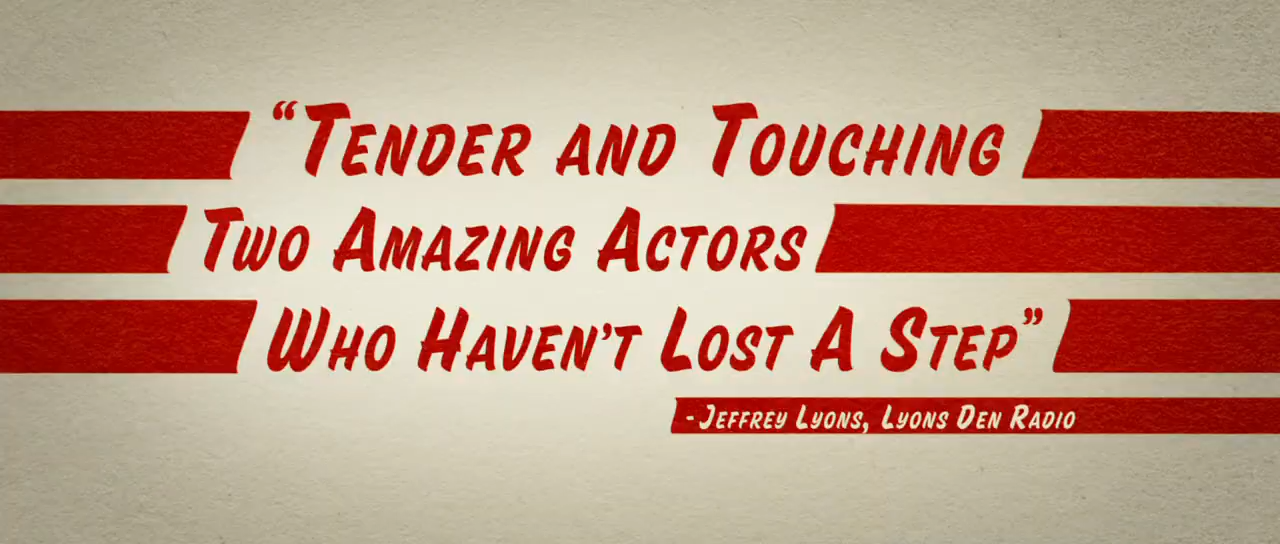 “Tender and Touching
Two Amazing Actors
Who Haven’t Lost A Step”
-Jeffrey Lyons, Lyons Den Radio